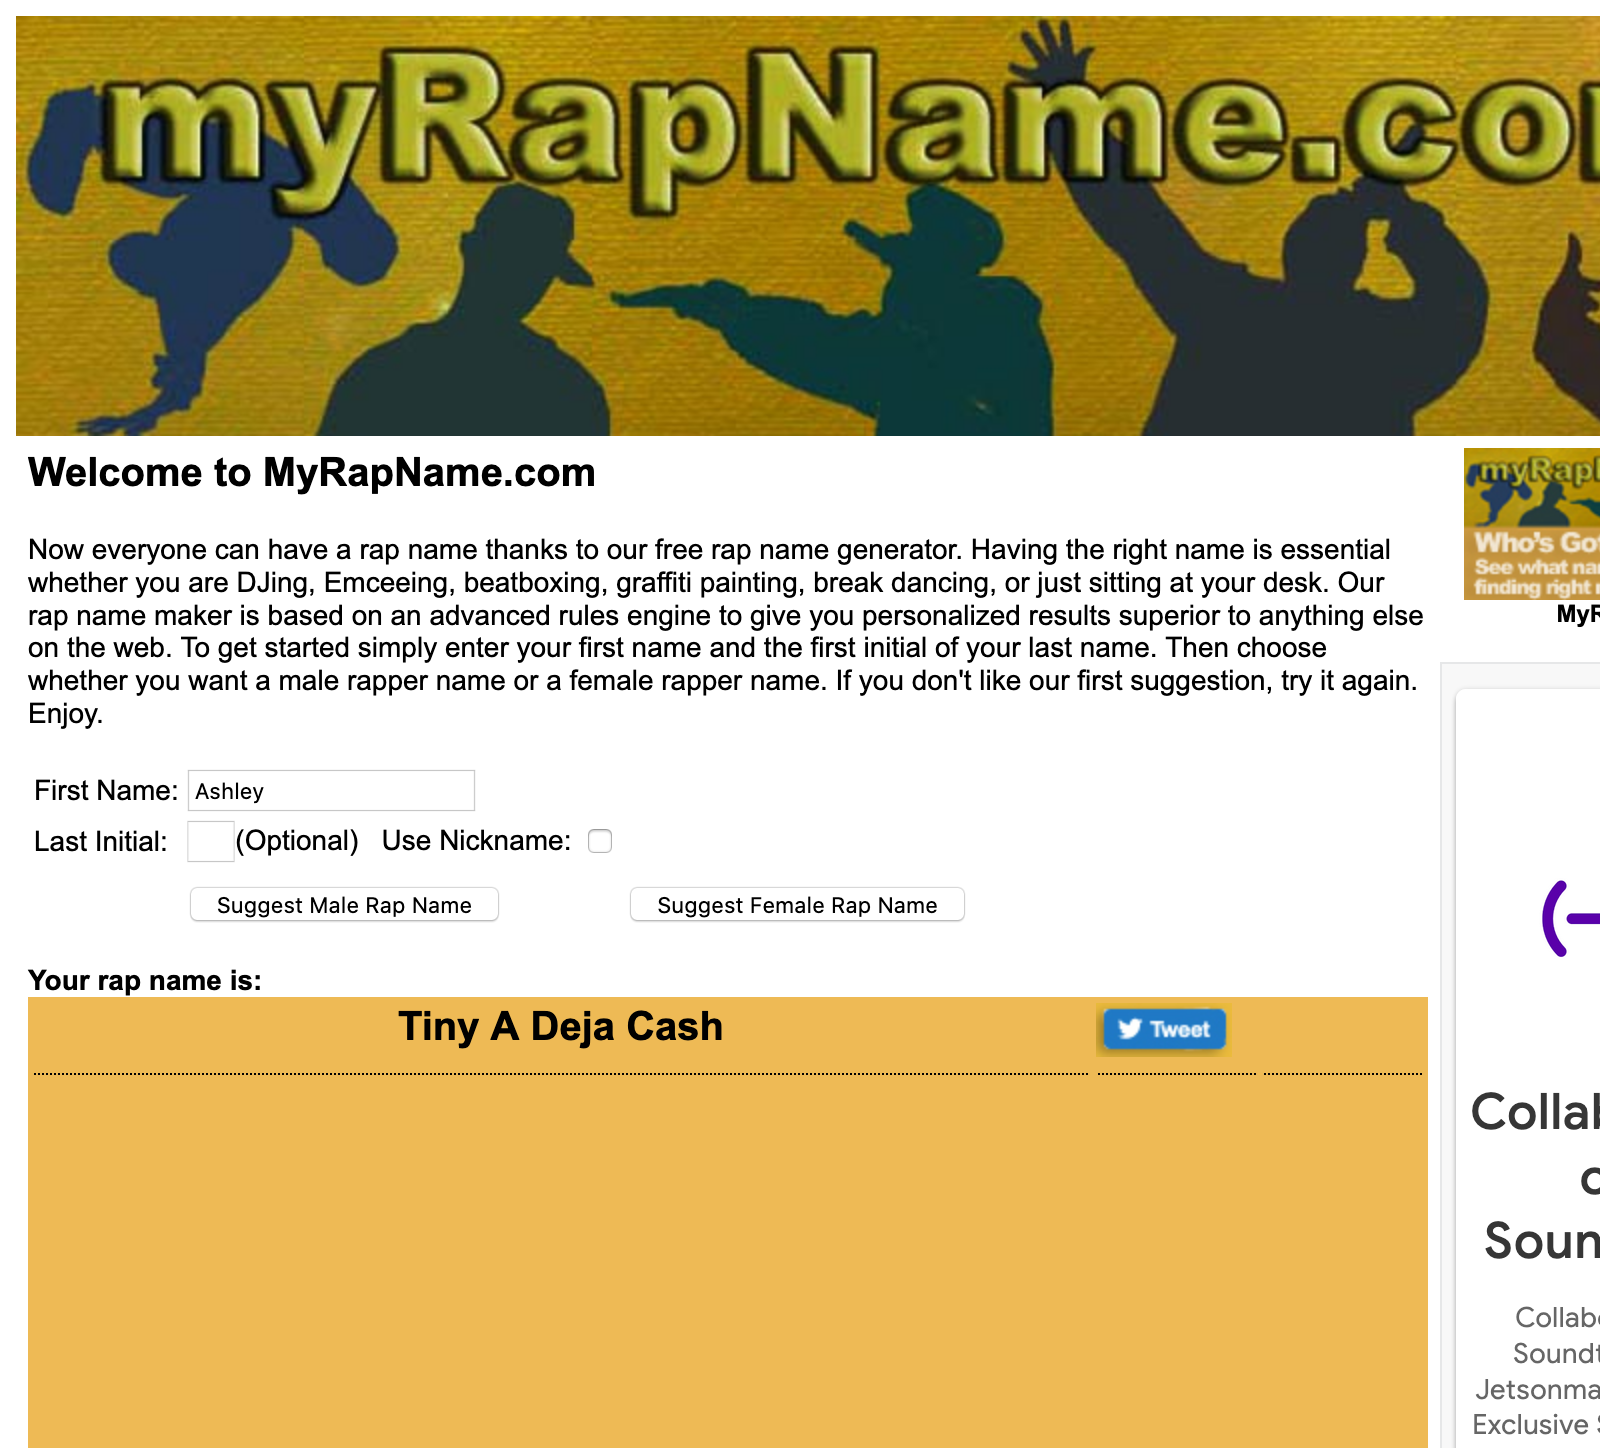 myRapName.co
Welcome to MyRapName.com
Now everyone can have a rap name thanks to our free rap name generator. Having the right name is essential
whether you are DJing, Emceeing, beatboxing, graffiti painting, break dancing, or just sitting at your desk. Our
rap name maker is based on an advanced rules engine to give you personalized results superior to anything else
on the web. To get started simply enter your first name and the first initial of your last name. Then choose
whether you want a male rapper name or a female rapper name. If you don't like our first suggestion, try it again.
Enjoy.
First Name: Ashley
Last Initial: (Optional) Use Nickname:
Suggest Male Rap Name Suggest Female Rap Name
Your rap name is:
Tiny A Deja Cash Tweet
myRap
Who's Go
See what na
finding right
MyR
Collab
Soun
Collab
Soundt
Jetsonma
Exclusive